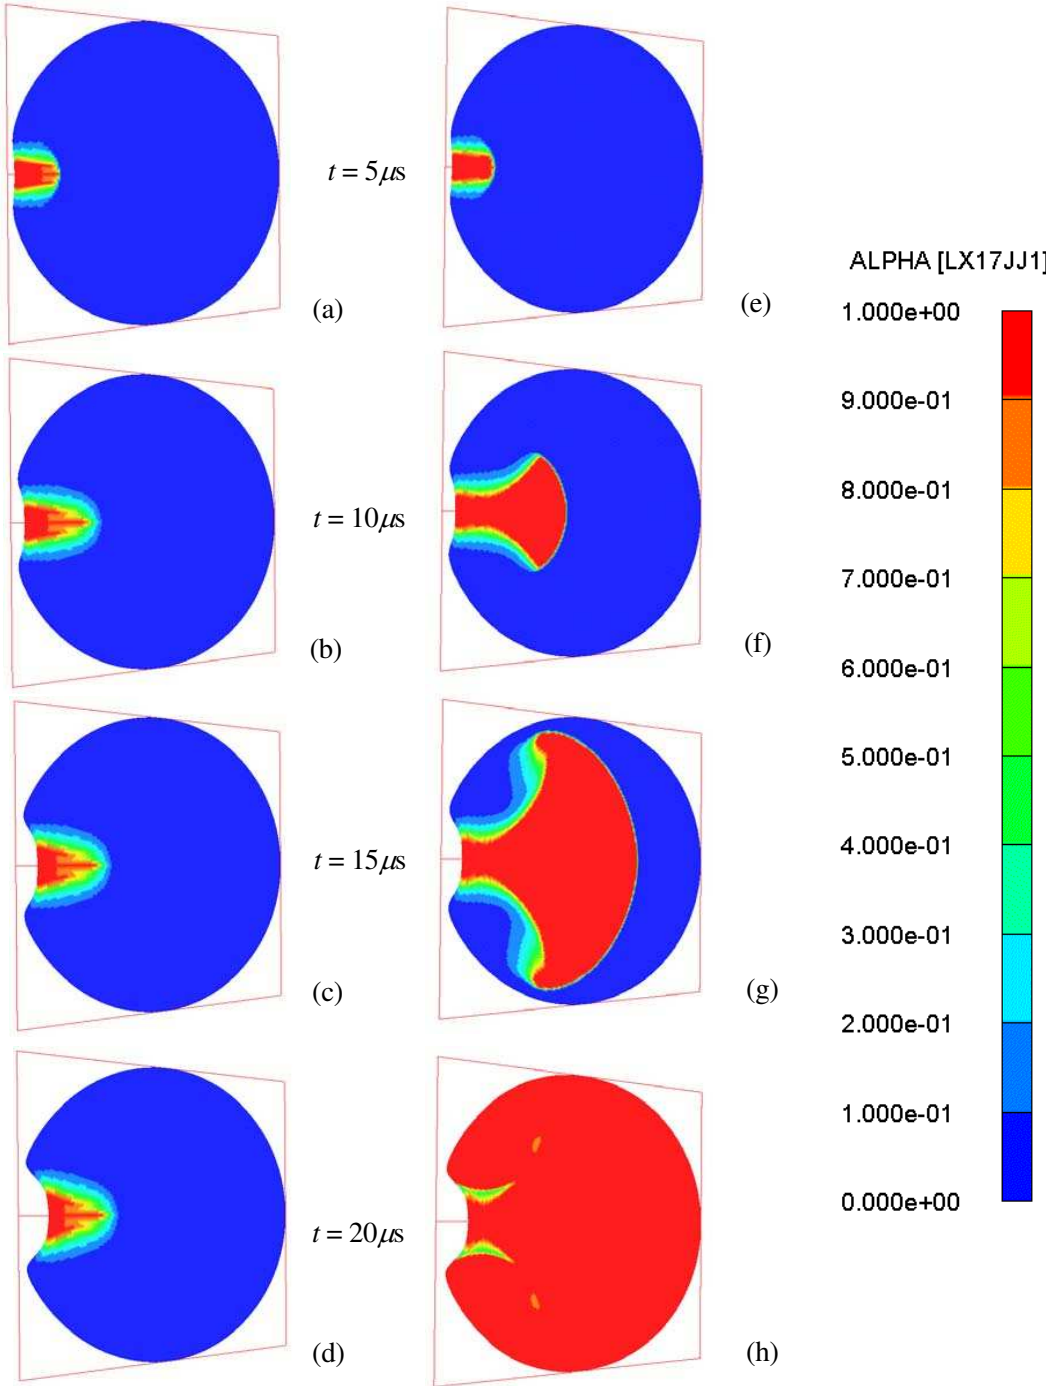 t = 5μs
(a)
(e)
t = 10μs
(b)
(f)
t = 15μs
(c)
(g)
t = 20μs
(d)
(h)
ALPHA [LX17JJ1]
1.000e+00
9.000e-01
8.000e-01
7.000e-01
6.000e-01
5.000e-01
4.000e-01
3.000e-01
2.000e-01
1.000e-01
0.000e+00